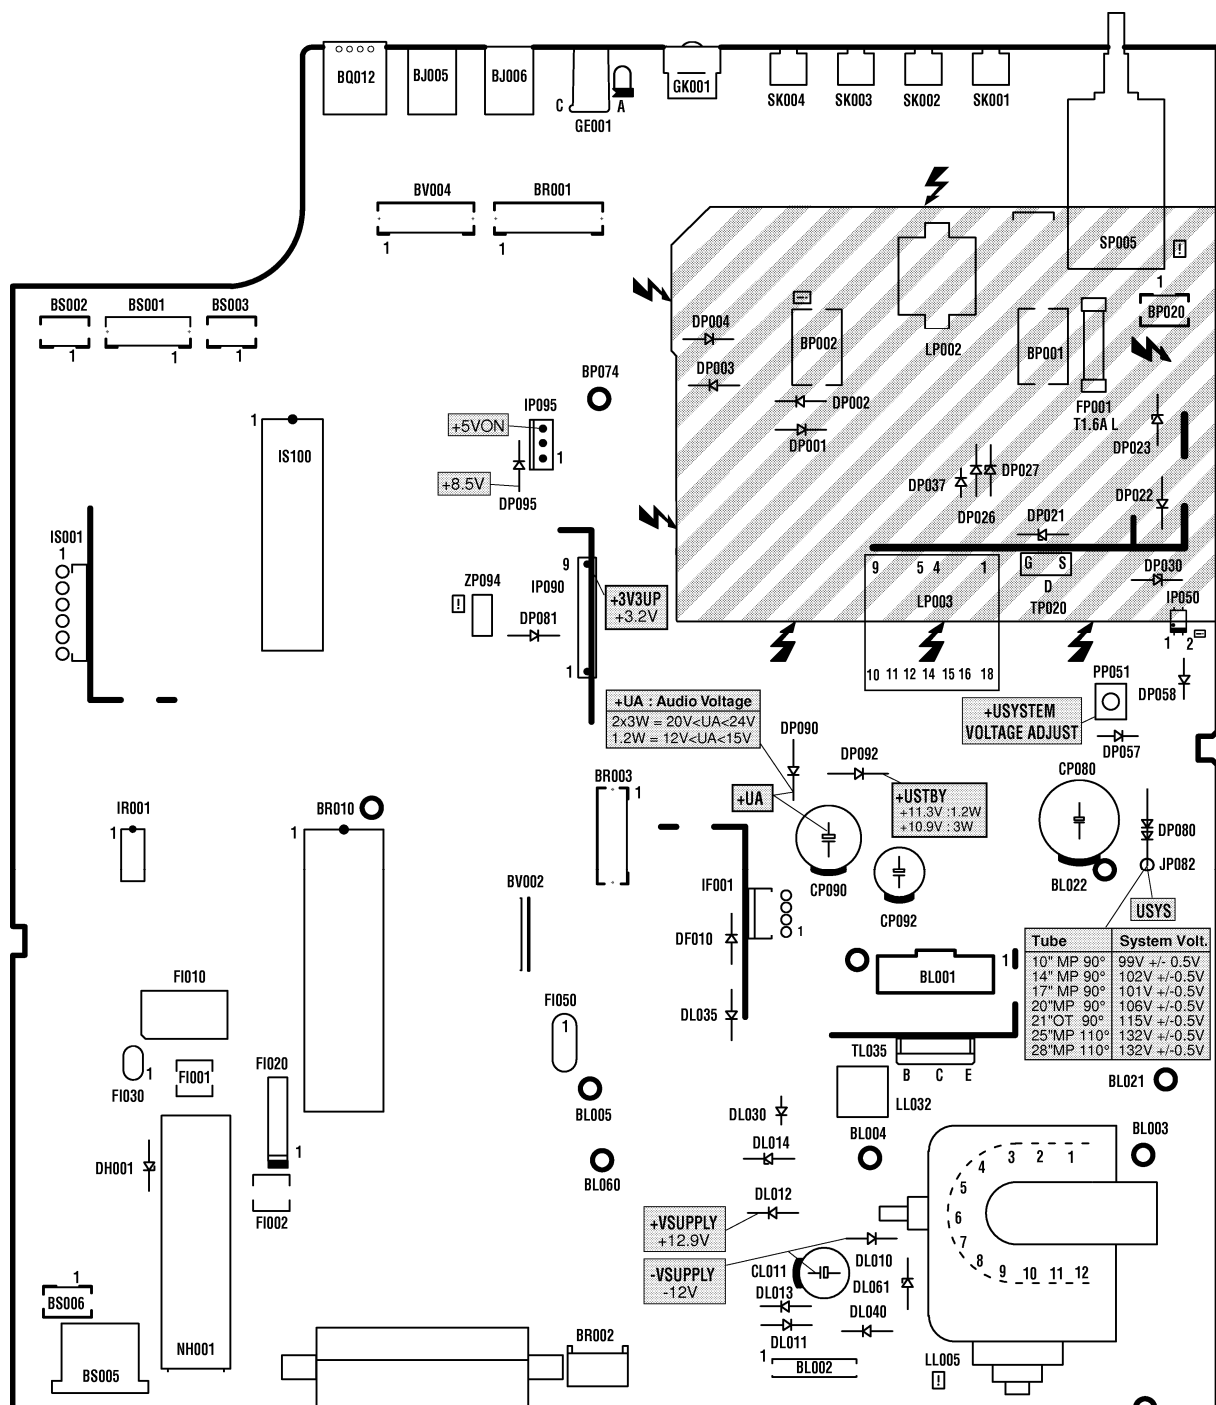 BQ012
BJ005
BJ006
C
A
GE001
GK001
SK004
SK003
SK002
SK001
BV004
1
BR001
1
SP005
!
1
BP020
BS002
1
BS001
1
BS003
1
DP004
DP003
BP002
LP002
BP001
DP002
DP001
FP001
T1.6A L
BP074
IP095
+5VON
1
+8.5V
DP095
1
IS100
DP023
DP037
DP027
DP026
DP022
DP021
IS001
1
9
5 4
1
G S
D
TP020
DP030
IP050
1 2
LP003
10 11 12 14 15 16 18
ZP094
!
DP081
9
IP090
1
+3V3UP
+3.2V
PP051
DP058
+USYSTEM
VOLTAGE ADJUST
DP057
+UA : Audio Voltage
2x3W = 20V<UA<24V
1.2W = 12V<UA<15V
DP090
DP092
+UA
+USTBY
+11.3V :1.2W
+10.9V : 3W
CP080
BR003
1
IR001
1
BR010
1
DP080
JP082
BL022
CP090
CP092
USYS
BV002
IF001
1
DF010
DL035
BL001
1
Tube System Volt.
10" MP 90° 99V +/- 0.5V
14" MP 90° 102V +/-0.5V
17" MP 90° 101V +/-0.5V
20"MP 90° 106V +/-0.5V
21"OT 90° 115V +/-0.5V
25"MP 110° 132V +/-0.5V
28"MP 110° 132V +/-0.5V
FI010
FI050
1
TL035
B C E
BL021
FI030
1
FI001
FI020
1
LL032
BL005
DL030
BL004
BL003
DL014
DH001
BL060
FI002
DL012
+VSUPPLY
+12.9V
-VSUPPLY
-12V
DL010
CL011
DL061
DL013
DL040
DL011
1
BL002
1
2
3
4
5
6
7
8
9
10
11
12
LL005
!
1
BS006
BS005
NH001
BR002